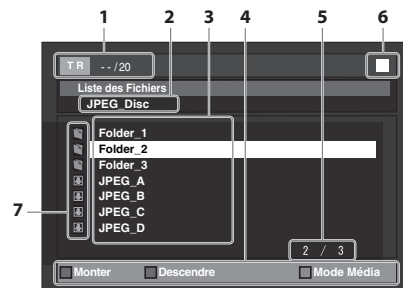 1 2 3 5 6
TR --/20
Liste des Fichiers
JPEG_Disc
Folder_1
Folder_2
Folder_3
JPEG_A
JPEG_B
JPEG_C
JPEG_D
7
2 / 3
Monter Descendre Mode Média
4